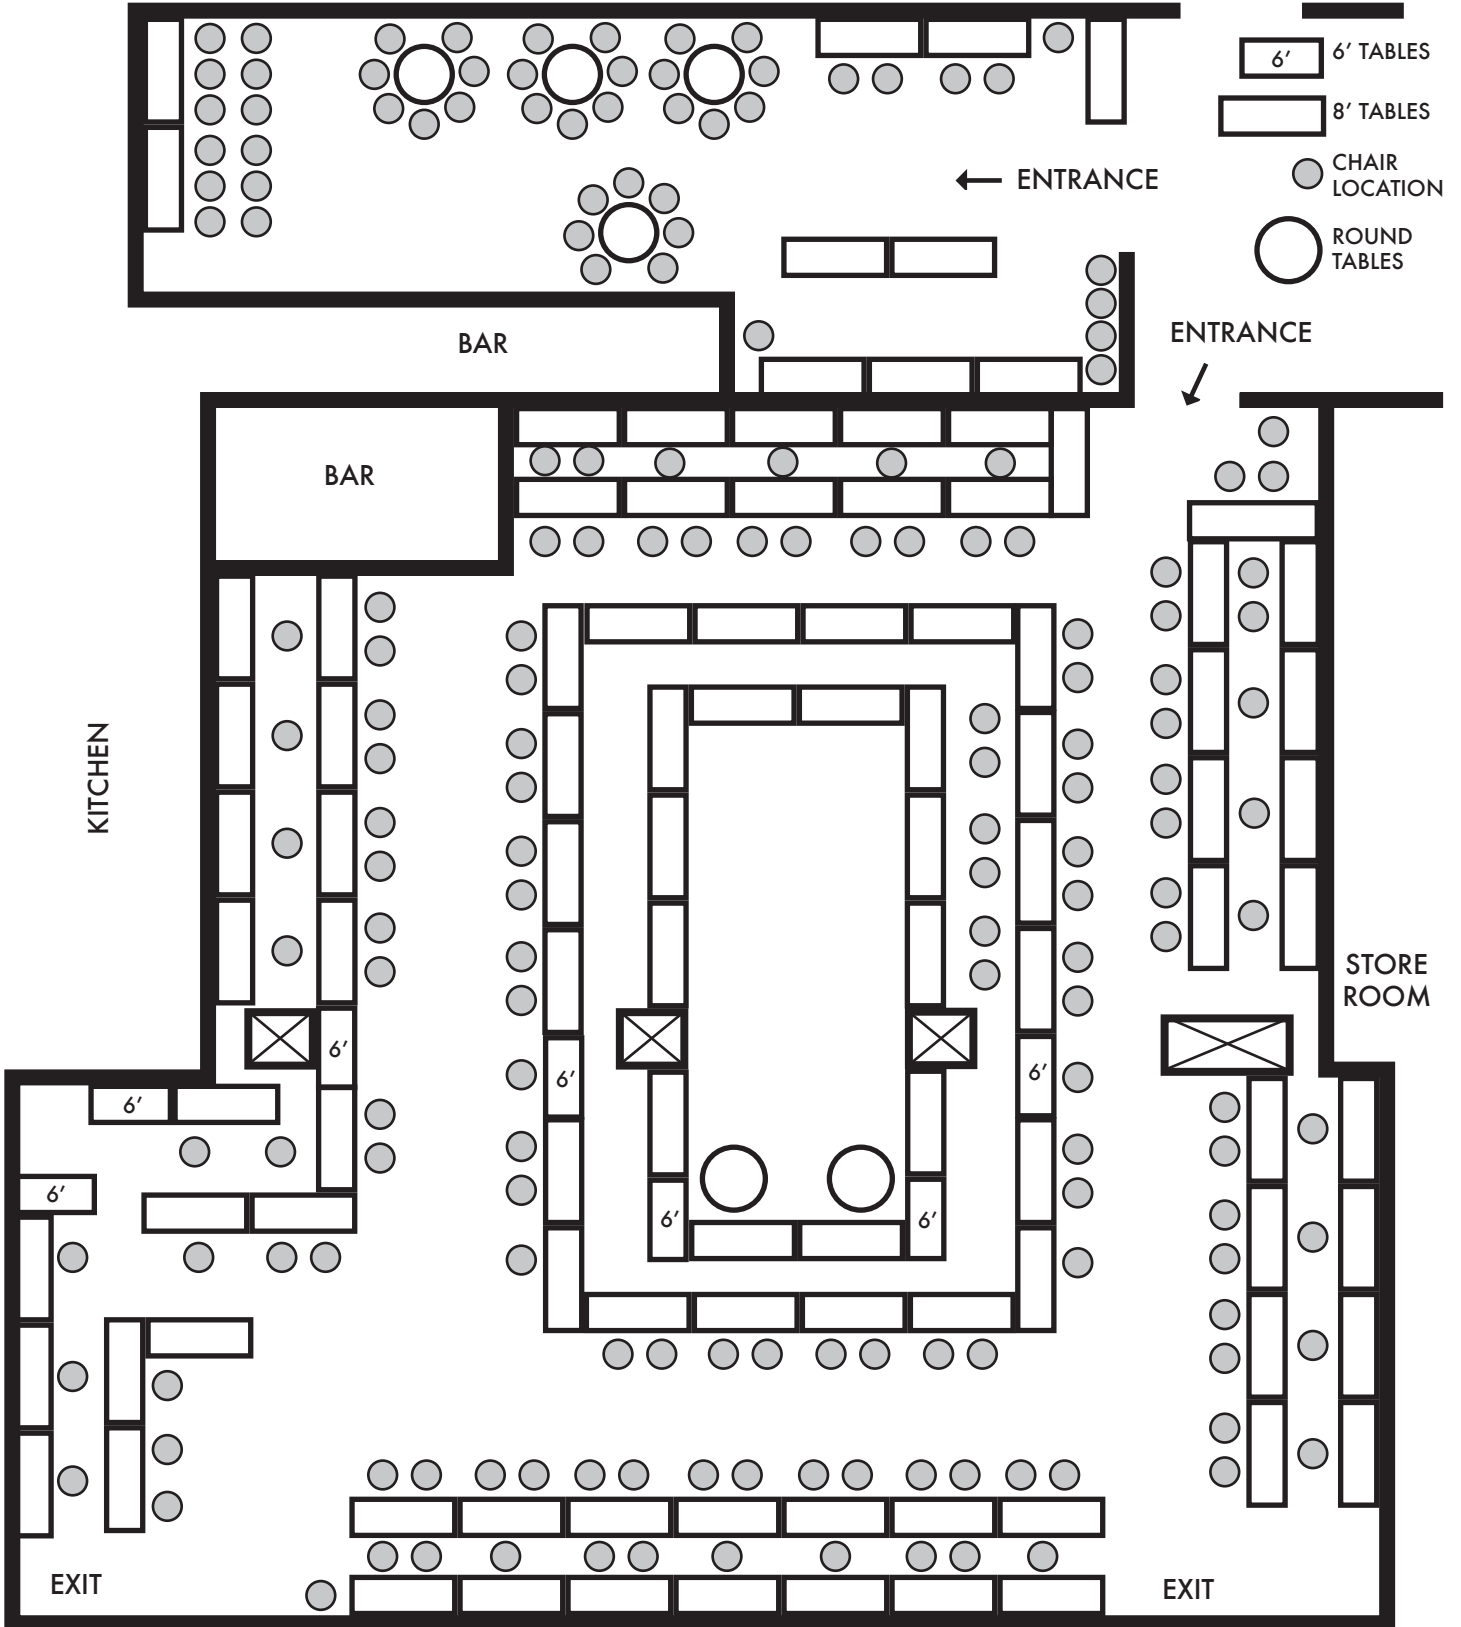 6′
6′ TABLES
8′ TABLES
CHAIR
LOCATION
ENTRANCE
ROUND
TABLES
ENTRANCE
BAR
BAR
KITCHEN
STORE
ROOM
6′
6′
6′
6′
6′
6′
6′
EXIT
EXIT